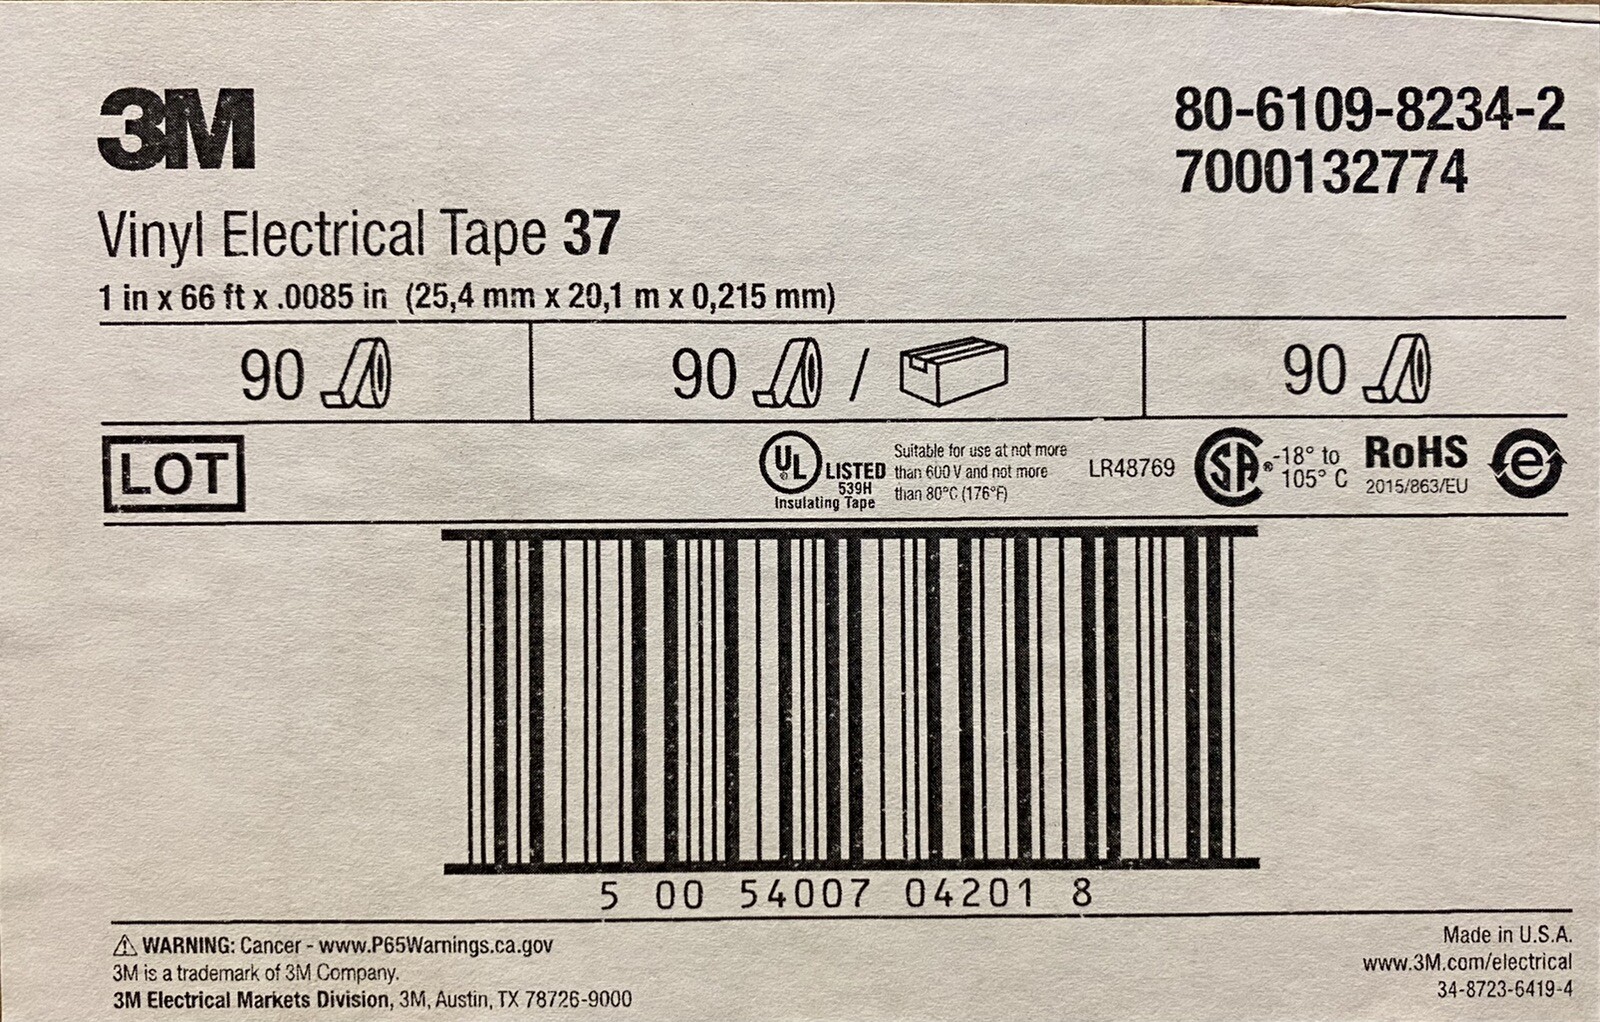 3M
80-6109-8234-2
7000132774
Vinyl Electrical Tape 37
1 in x 66 ft x .0085 in (25,4 mm x 20,1 m x 0,215 mm)
90 90 / 90
LOT
UL ® LISTED
539H
Insulating Tape
Suitable for use at not more
than 600 V and not more
than 80°C (176°F)
LR48769
CSA ®
-18° to
105° C
RoHS
2015/863/EU
e
5 00 54007 04201 8
⚠ WARNING: Cancer - www.P65Warnings.ca.gov
3M is a trademark of 3M Company.
3M Electrical Markets Division, 3M, Austin, TX 78726-9000
Made in U.S.A.
www.3M.com/electrical
34-8723-6419-4